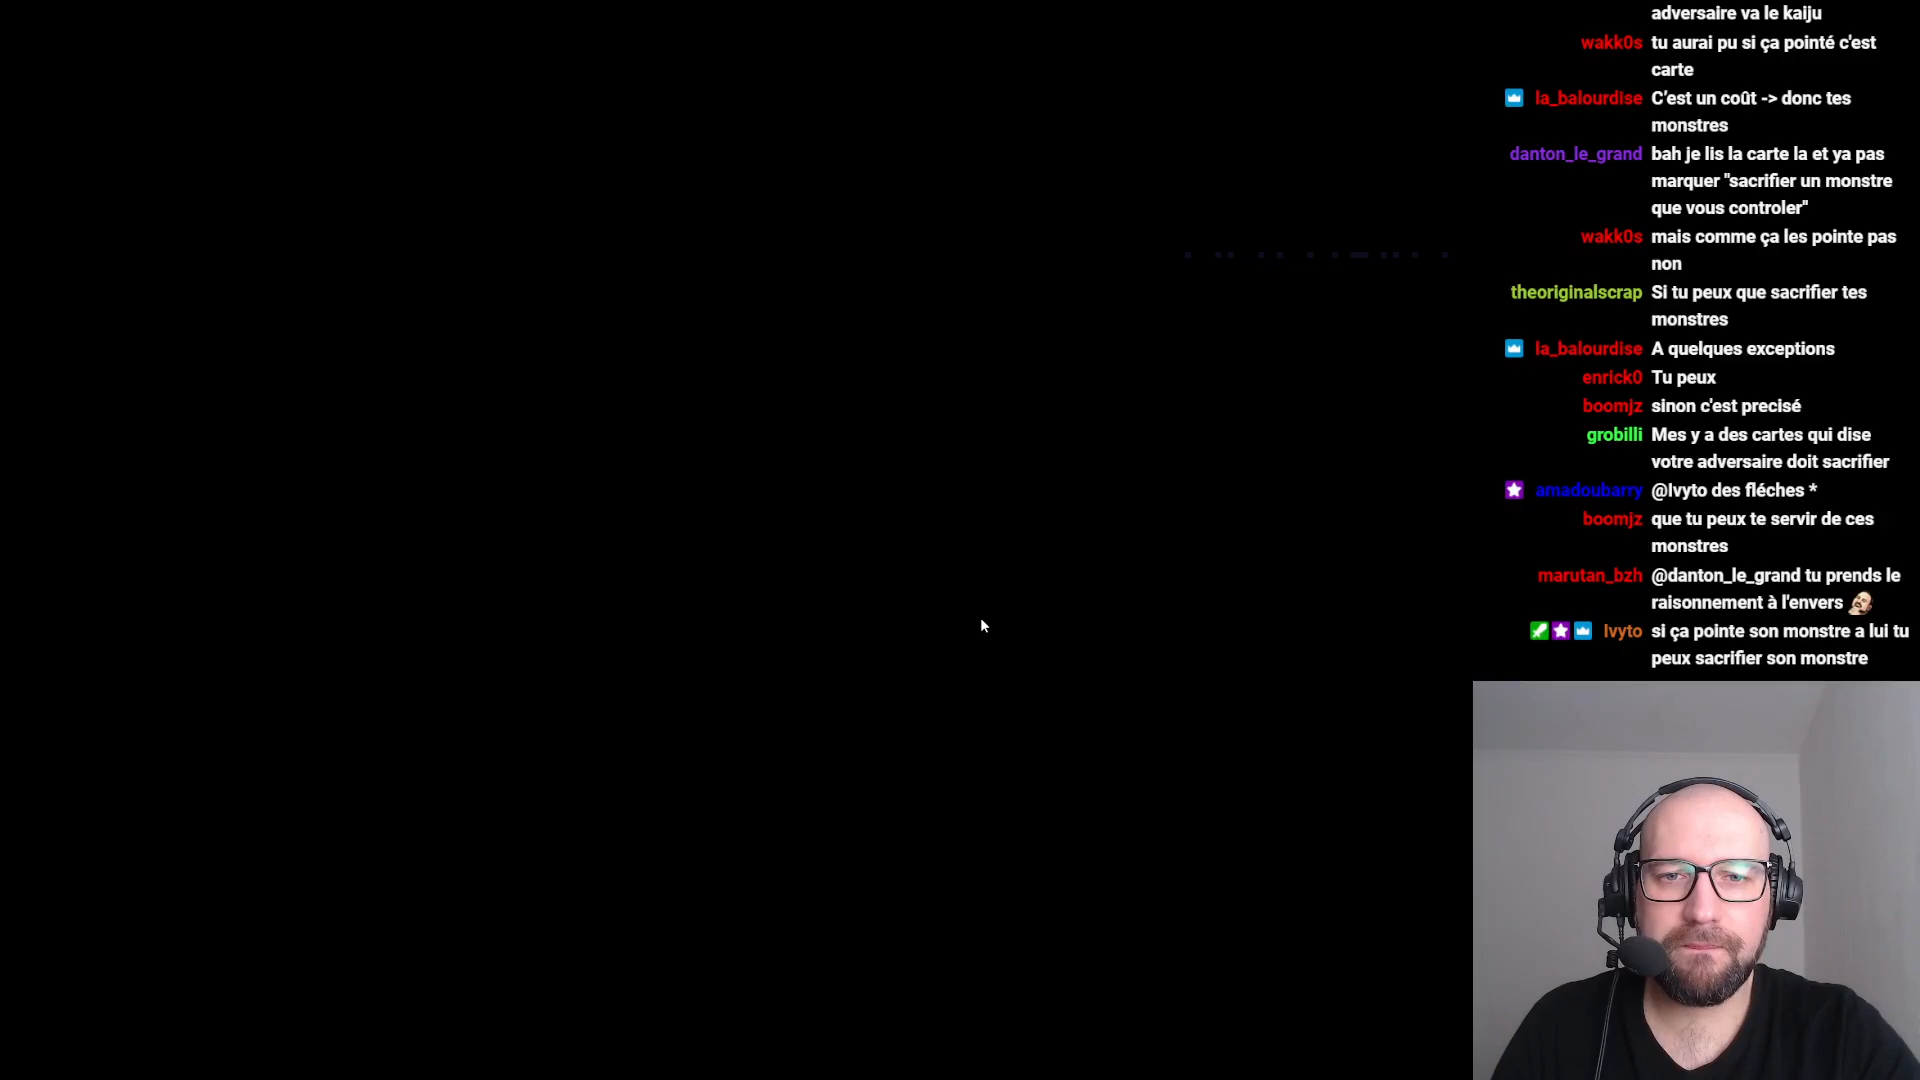 adversaire va le kaiju
wakk0s tu aurai pu si ça pointé c'est
carte
la_balourdise C'est un coût -> donc tes
monstres
danton_le_grand bah je lis la carte la et ya pas
marquer "sacrifier un monstre
que vous controler"
wakk0s mais comme ça les pointe pas
non
theoriginalscrap Si tu peux que sacrifier tes
monstres
la_balourdise A quelques exceptions
enrick0 Tu peux
boomjz sinon c'est precisé
grobilli Mes y a des cartes qui dise
votre adversaire doit sacrifier
amadoubarry @lvyto des fléches *
boomjz que tu peux te servir de ces
monstres
marutan_bzh @danton_le_grand tu prends le
raisonnement à l'envers
lvyto si ça pointe son monstre a lui tu
peux sacrifier son monstre